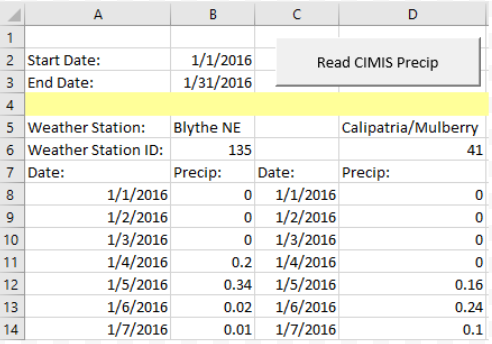 A B C D
1
2 Start Date: 1/1/2016 Read CIMIS Precip
3 End Date: 1/31/2016
4
5 Weather Station: Blythe NE Calipatria/Mulberry
6 Weather Station ID: 135 41
7 Date: Precip: Date: Precip:
8 1/1/2016 0 1/1/2016 0
9 1/2/2016 0 1/2/2016 0
10 1/3/2016 0 1/3/2016 0
11 1/4/2016 0.2 1/4/2016 0
12 1/5/2016 0.34 1/5/2016 0.16
13 1/6/2016 0.02 1/6/2016 0.24
14 1/7/2016 0.01 1/7/2016 0.1